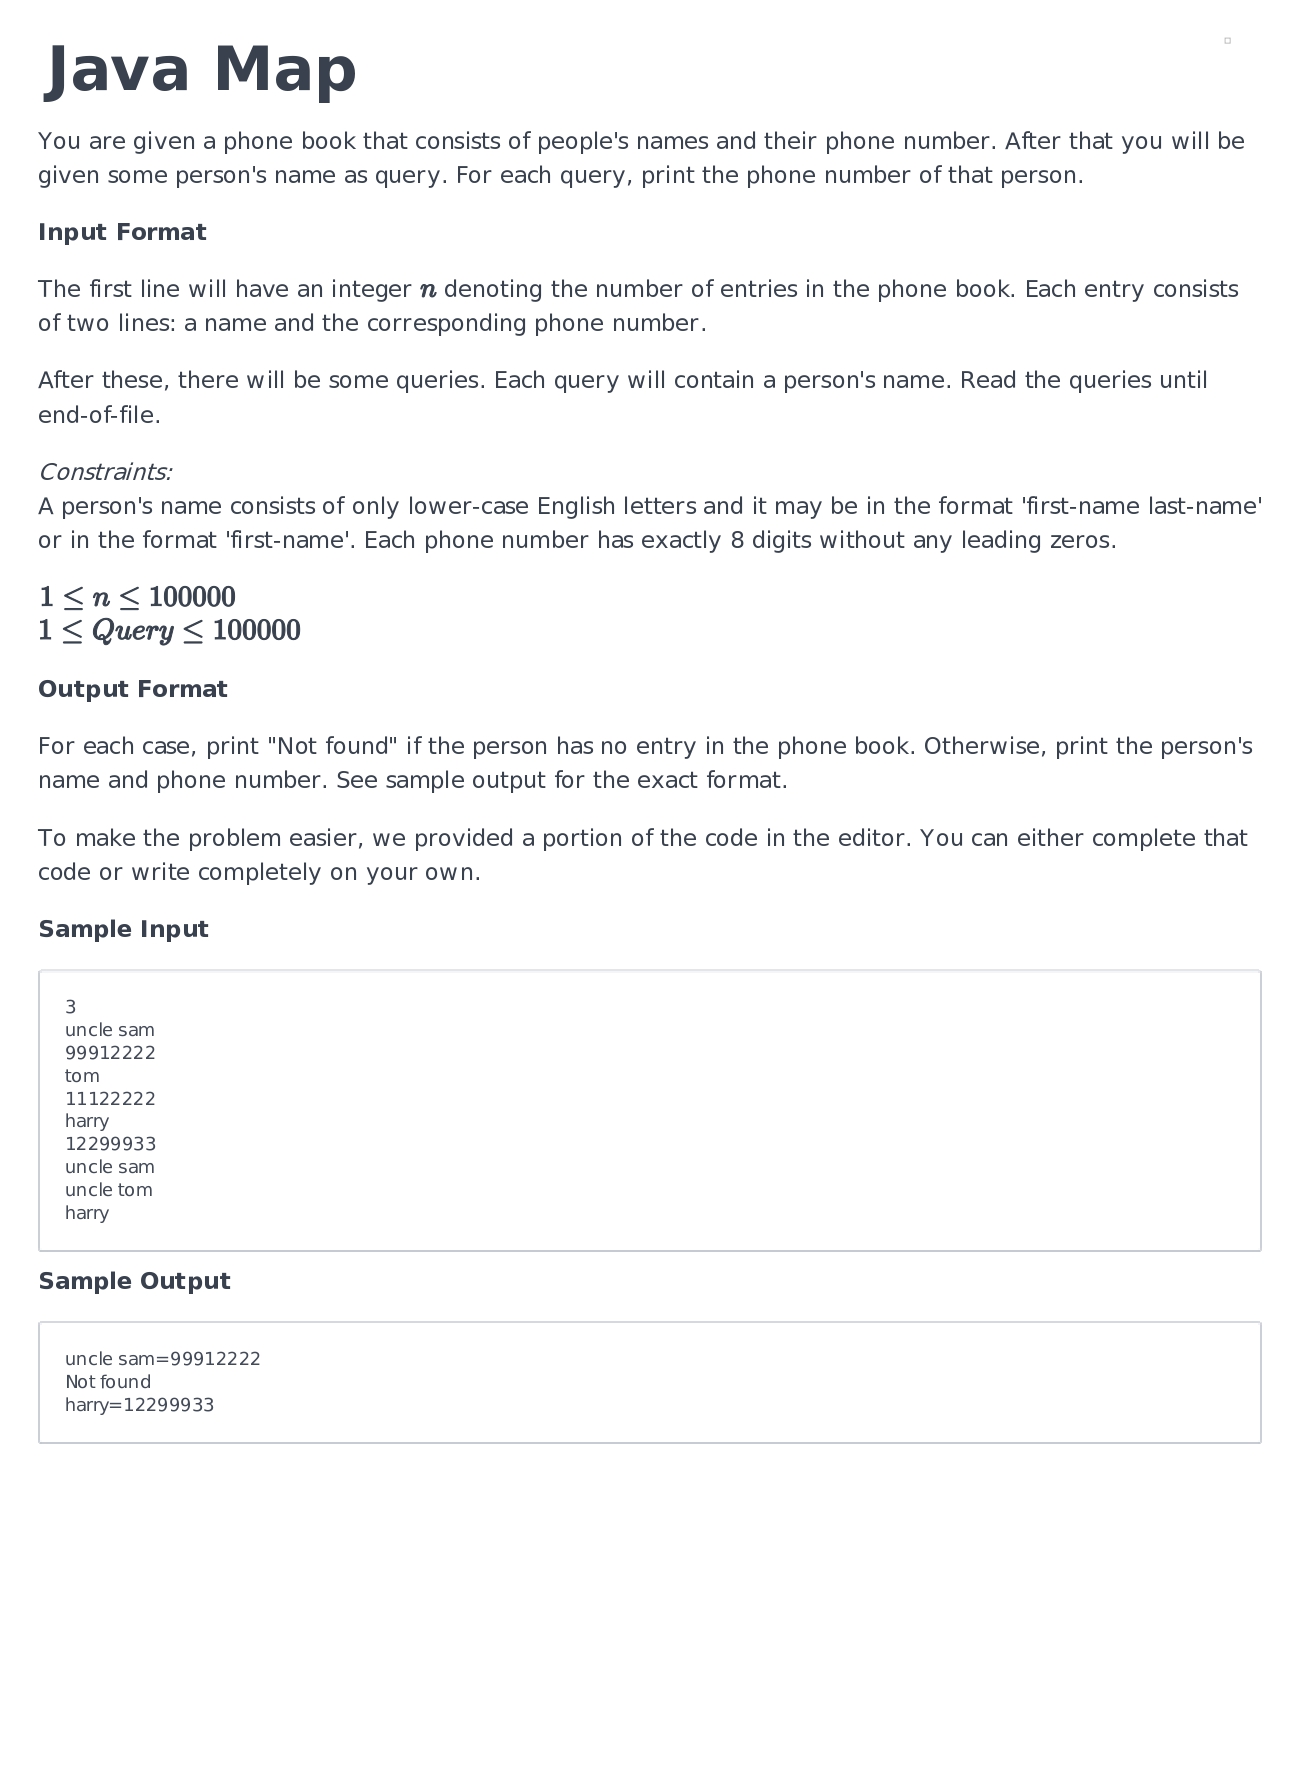 Java Map
You are given a phone book that consists of people's names and their phone number. After that you will be
given some person's name as query. For each query, print the phone number of that person.
Input Format
The first line will have an integer n denoting the number of entries in the phone book. Each entry consists
of two lines: a name and the corresponding phone number.
After these, there will be some queries. Each query will contain a person's name. Read the queries until
end-of-file.
Constraints:
A person's name consists of only lower-case English letters and it may be in the format 'first-name last-name'
or in the format 'first-name'. Each phone number has exactly 8 digits without any leading zeros.
1 ≤ n ≤ 100000
1 ≤ Query ≤ 100000
Output Format
For each case, print "Not found" if the person has no entry in the phone book. Otherwise, print the person's
name and phone number. See sample output for the exact format.
To make the problem easier, we provided a portion of the code in the editor. You can either complete that
code or write completely on your own.
Sample Input
3
uncle sam
99912222
tom
11122222
harry
12299933
uncle sam
uncle tom
harry
Sample Output
uncle sam=99912222
Not found
harry=12299933